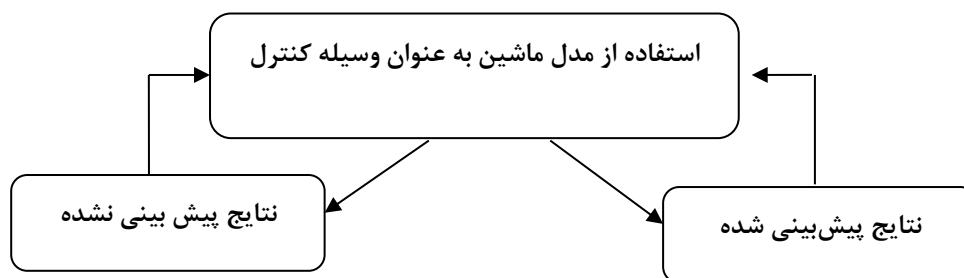 استفاده از مدل ماشین به عنوان وسیله کنترل
نتایج پیش بینی شده
نتایج پیش بینی نشده